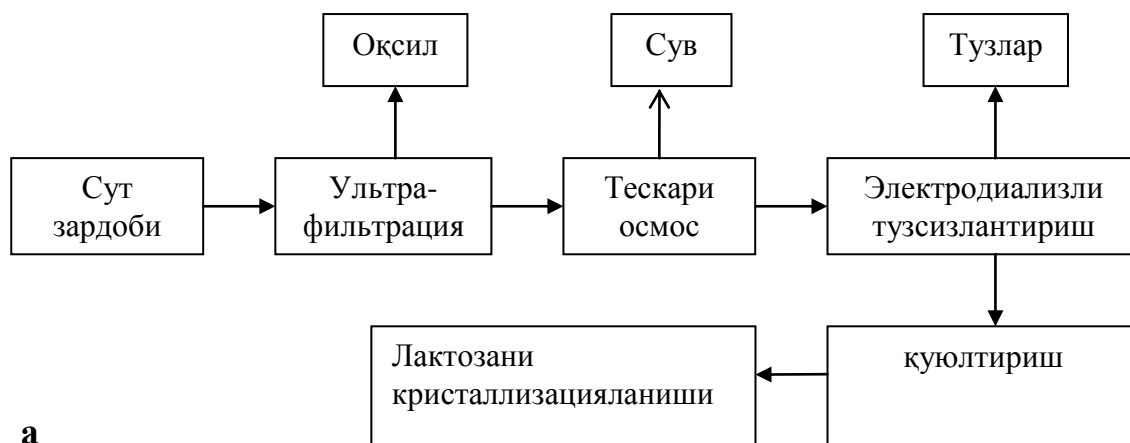 Оқсил
Сув
Тузлар
Сут
зардоби
Ультра-
фильтрация
Тескари
осмос
Электродиализли
тузсизлантириш
Лактозани
кристаллизацияланиши
қуюлтириш
а